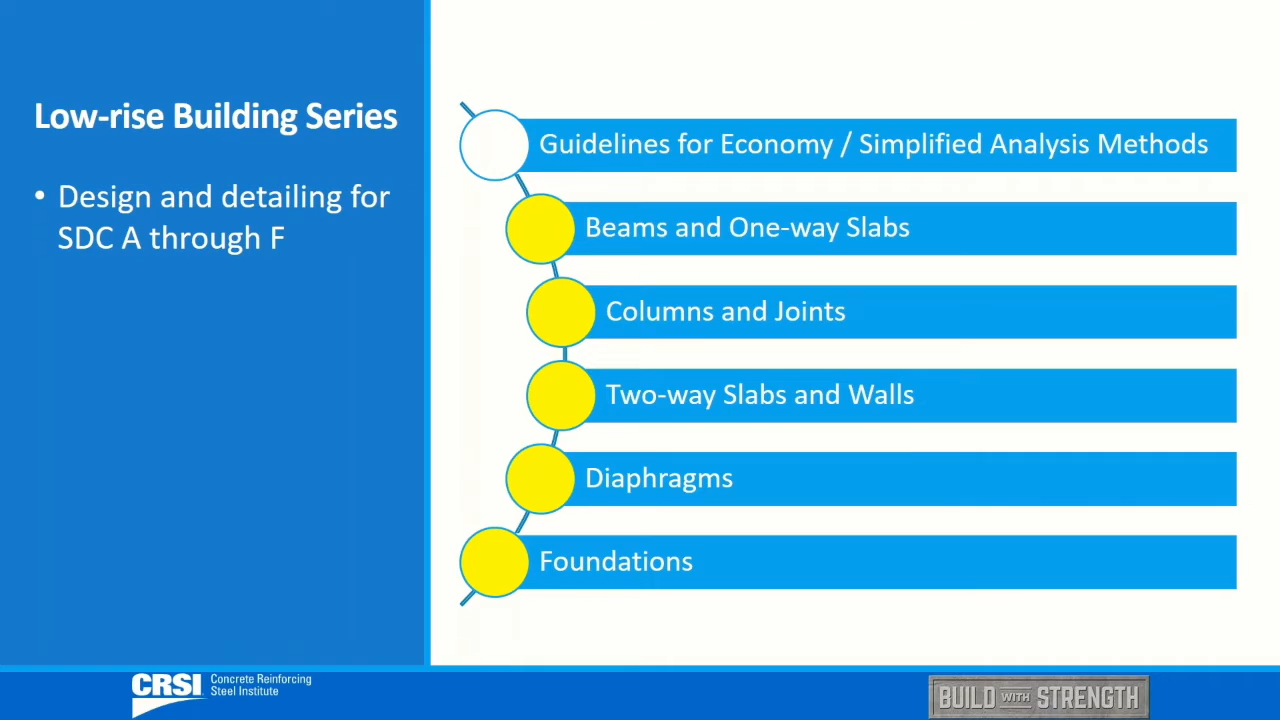 Low-rise Building Series
• Design and detailing for
SDC A through F
Guidelines for Economy / Simplified Analysis Methods
Beams and One-way Slabs
Columns and Joints
Two-way Slabs and Walls
Diaphragms
Foundations
CRSI
Concrete Reinforcing
Steel Institute
BUILD WITH STRENGTH